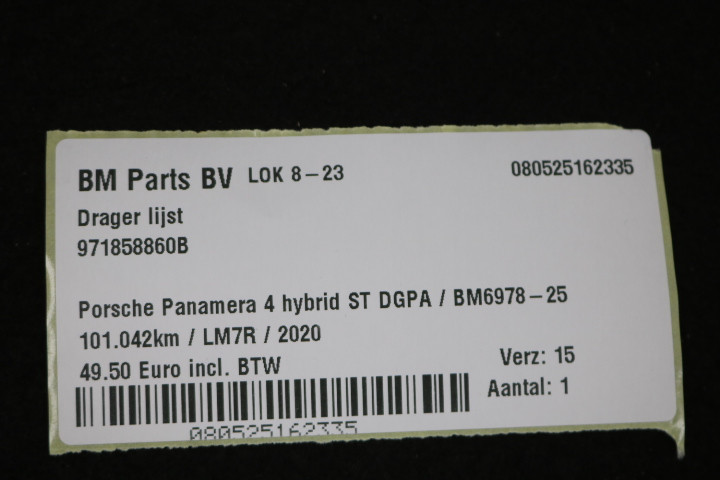 BM Parts BV LOK 8-23 080525162335
Drager lijst
971858860B
Porsche Panamera 4 hybrid ST DGPA / BM6978-25
101.042km / LM7R / 2020
49.50 Euro incl. BTW
Verz: 15
Aantal: 1
080525162335